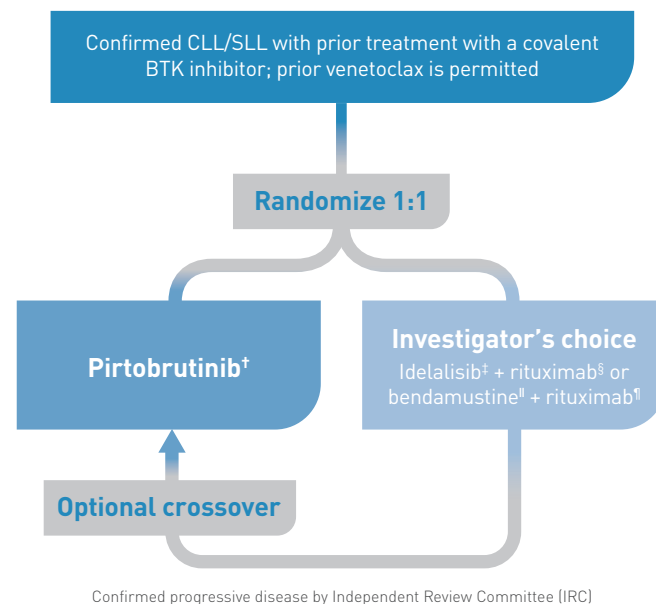 Confirmed CLL/SLL with prior treatment with a covalent
BTK inhibitor; prior venetoclax is permitted
Randomize 1:1
Pirtobrutinib†
Investigator's choice
Idelalisib‡ + rituximab§ or
bendamustine‖ + rituximab¶
Optional crossover
Confirmed progressive disease by Independent Review Committee (IRC)